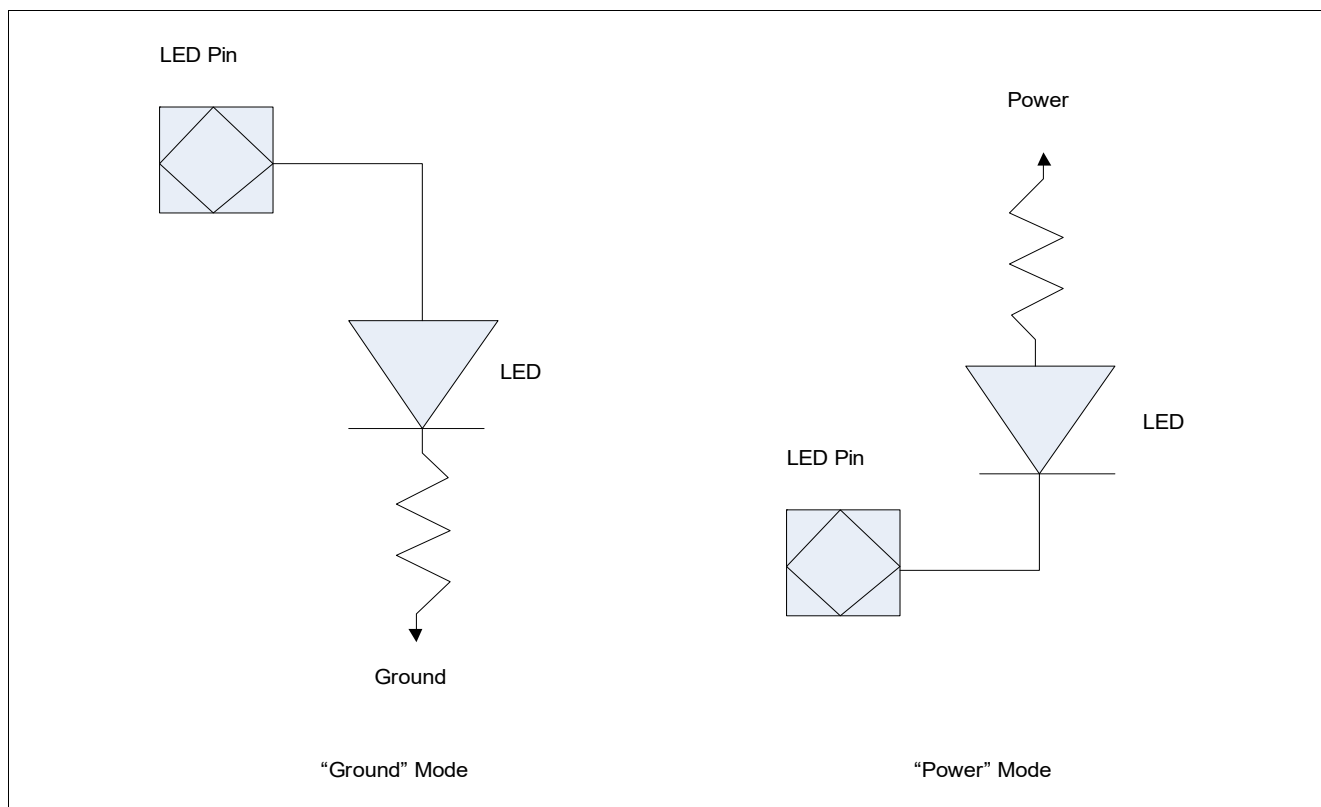 LED Pin
LED
Ground
“Ground” Mode
Power
LED
LED Pin
“Power” Mode